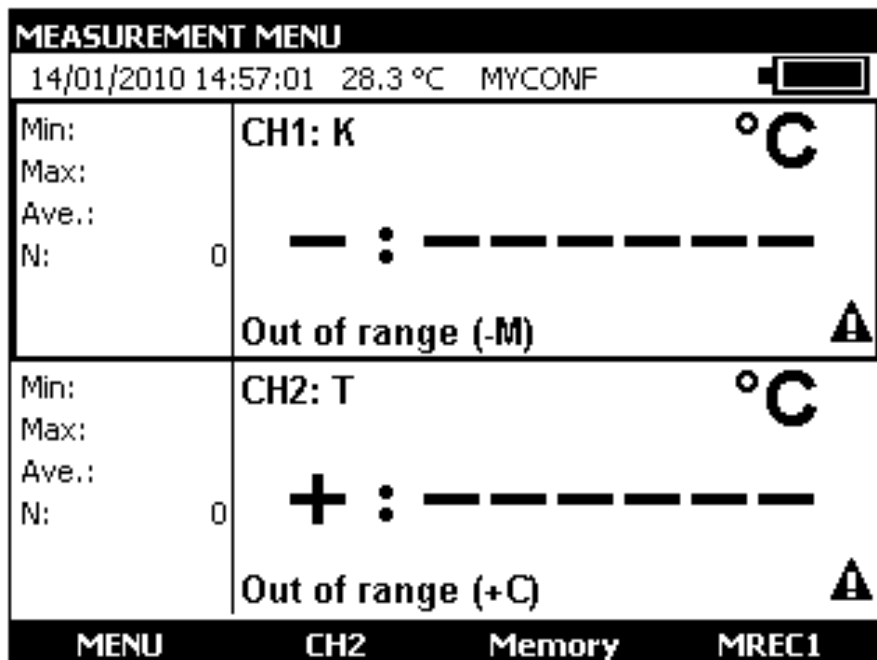 MEASUREMENT MENU
14/01/2010 14:57:01 28.3 °C MYCONF
Min:
Max:
Ave.:
N: 0
CH1: K
°C
- : - - - - - -
Out of range (-M)
Min:
Max:
Ave.:
N: 0
CH2: T
°C
+ : - - - - - -
Out of range (+C)
MENU CH2 Memory MREC1